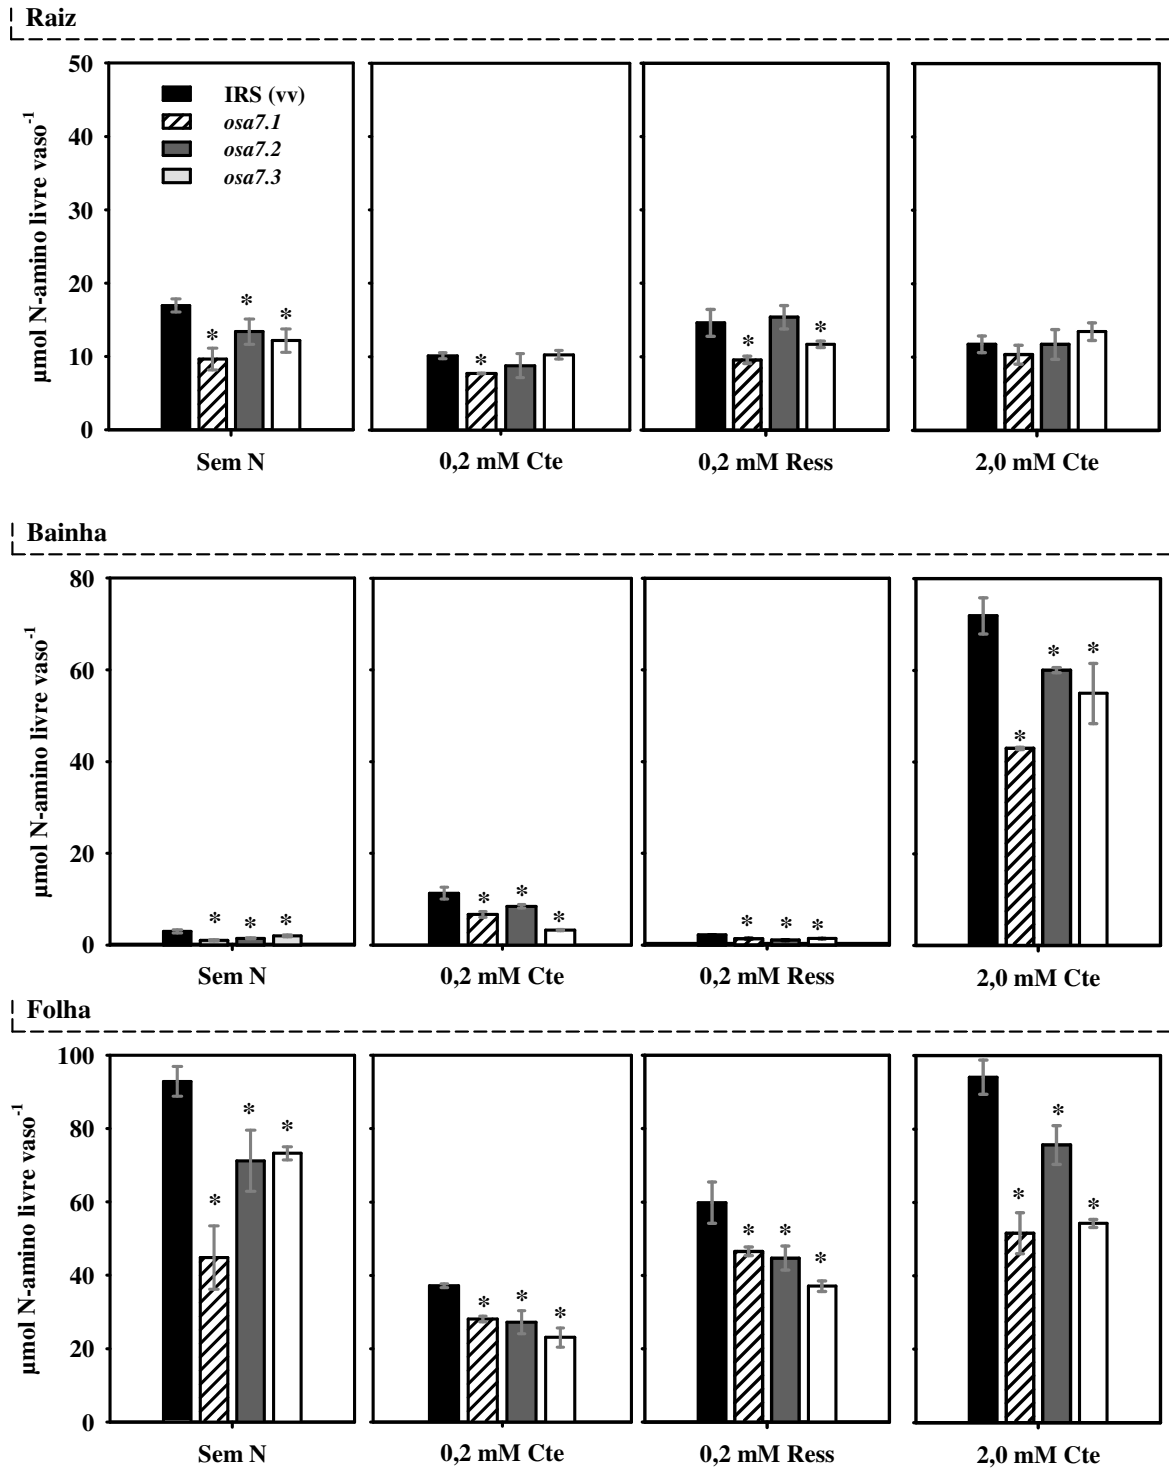 Raiz
µmol N-amino livre vaso⁻¹
50
40
30
20
10
0
IRS (vv)
osa7.1
osa7.2
osa7.3
*
*
*
*
*
*
Sem N
0,2 mM Cte
0,2 mM Ress
2,0 mM Cte
Bainha
µmol N-amino livre vaso⁻¹
80
60
40
20
0
*
*
*
*
*
*
*
*
*
*
*
*
Sem N
0,2 mM Cte
0,2 mM Ress
2,0 mM Cte
Folha
µmol N-amino livre vaso⁻¹
100
80
60
40
20
0
*
*
*
*
*
*
*
*
*
*
*
*
Sem N
0,2 mM Cte
0,2 mM Ress
2,0 mM Cte